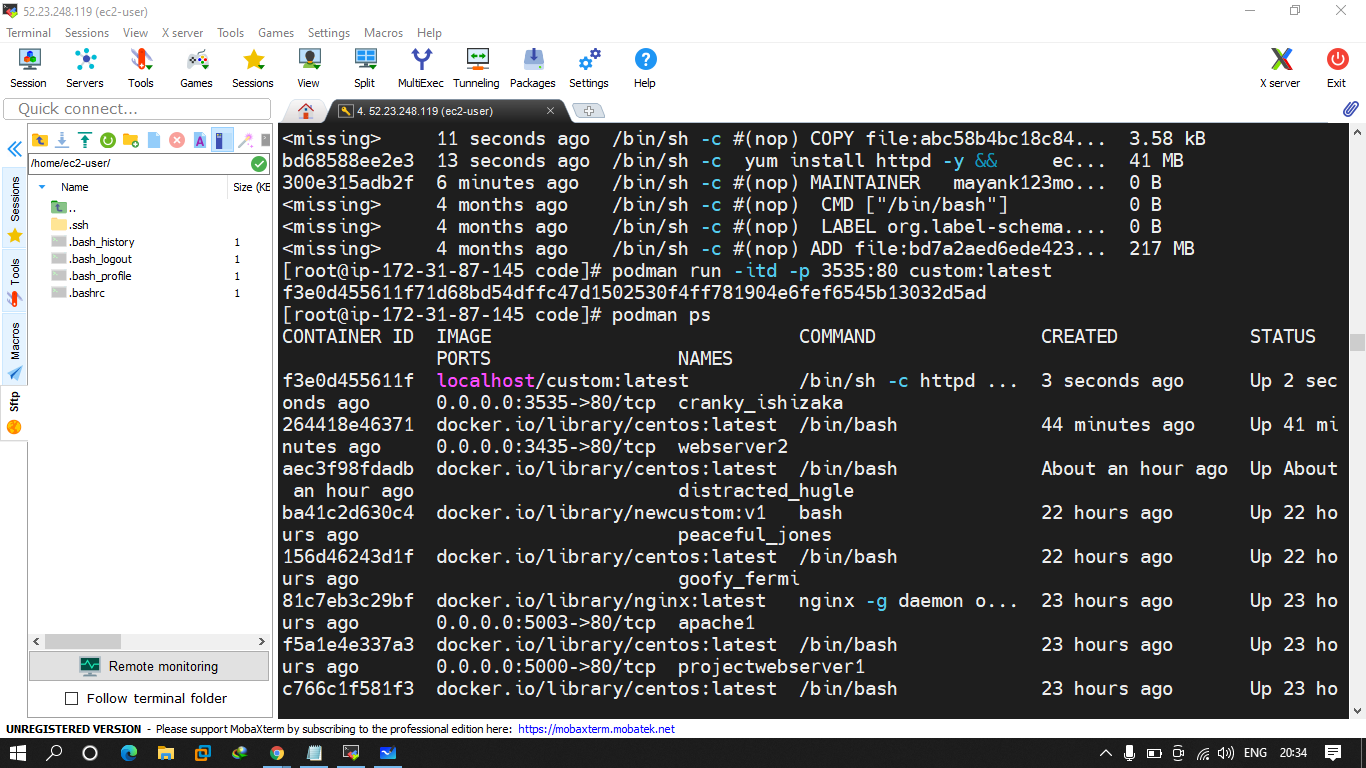 52.23.248.119 (ec2-user)
Terminal Sessions View X server Tools Games Settings Macros Help
Session Servers Tools Games Sessions View Split MultiExec Tunneling Packages Settings Help X server Exit
Quick connect...
4. 52.23.248.119 (ec2-user)
/home/ec2-user/
Name Size (KB
..
.ssh
.bash_history 1
.bash_logout 1
.bash_profile 1
.bashrc 1
Sessions
Tools
Macros
Sftp
Remote monitoring
Follow terminal folder
<missing> 11 seconds ago /bin/sh -c #(nop) COPY file:abc58b4bc18c84... 3.58 kB
bd68588ee2e3 13 seconds ago /bin/sh -c yum install httpd -y && ec... 41 MB
300e315adb2f 6 minutes ago /bin/sh -c #(nop) MAINTAINER mayank123mo... 0 B
<missing> 4 months ago /bin/sh -c #(nop) CMD ["/bin/bash"] 0 B
<missing> 4 months ago /bin/sh -c #(nop) LABEL org.label-schema.... 0 B
<missing> 4 months ago /bin/sh -c #(nop) ADD file:bd7a2aed6ede423... 217 MB
[root@ip-172-31-87-145 code]# podman run -itd -p 3535:80 custom:latest
f3e0d455611f71d68bd54dffc47d1502530f4ff781904e6fef6545b13032d5ad
[root@ip-172-31-87-145 code]# podman ps
CONTAINER ID IMAGE COMMAND CREATED STATUS
PORTS NAMES
f3e0d455611f localhost/custom:latest /bin/sh -c httpd ... 3 seconds ago Up 2 sec
onds ago 0.0.0.0:3535->80/tcp cranky_ishizaka
264418e46371 docker.io/library/centos:latest /bin/bash 44 minutes ago Up 41 mi
nutes ago 0.0.0.0:3435->80/tcp webserver2
aec3f98fdadb docker.io/library/centos:latest /bin/bash About an hour ago Up About
an hour ago distracted_hugle
ba41c2d630c4 docker.io/library/newcustom:v1 bash 22 hours ago Up 22 ho
urs ago peaceful_jones
156d46243d1f docker.io/library/centos:latest /bin/bash 22 hours ago Up 22 ho
urs ago goofy_fermi
81c7eb3c29bf docker.io/library/nginx:latest nginx -g daemon o... 23 hours ago Up 23 ho
urs ago 0.0.0.0:5003->80/tcp apache1
f5a1e4e337a3 docker.io/library/centos:latest /bin/bash 23 hours ago Up 23 ho
urs ago 0.0.0.0:5000->80/tcp projectwebserver1
c766c1f581f3 docker.io/library/centos:latest /bin/bash 23 hours ago Up 23 ho
UNREGISTERED VERSION - Please support MobaXterm by subscribing to the professional edition here: https://mobaxterm.mobatek.net
ENG 20:34